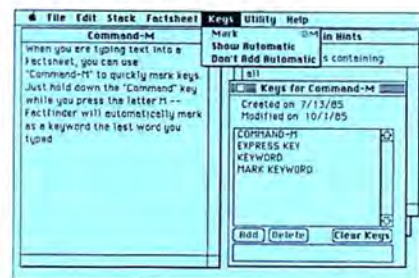 File Edit Stack Factsheet Keys Utility Help
Command-M
When you are typing text into a
Factsheet, you can use
"Command-M" to quickly mark keys.
Just hold down the "Command" key
while you press the letter M --
Factfinder will automatically mark
as a keyword the last word you
typed
Mark ⌘M
Show Automatic
Don't Add Automatic
in Hints
s containing
all
Keys for Command-M
Created on 7/13/85
Modified on 10/1/85
COMMAND-M
EXPRESS KEY
KEYWORD
MARK KEYWORD
Add Delete Clear Keys